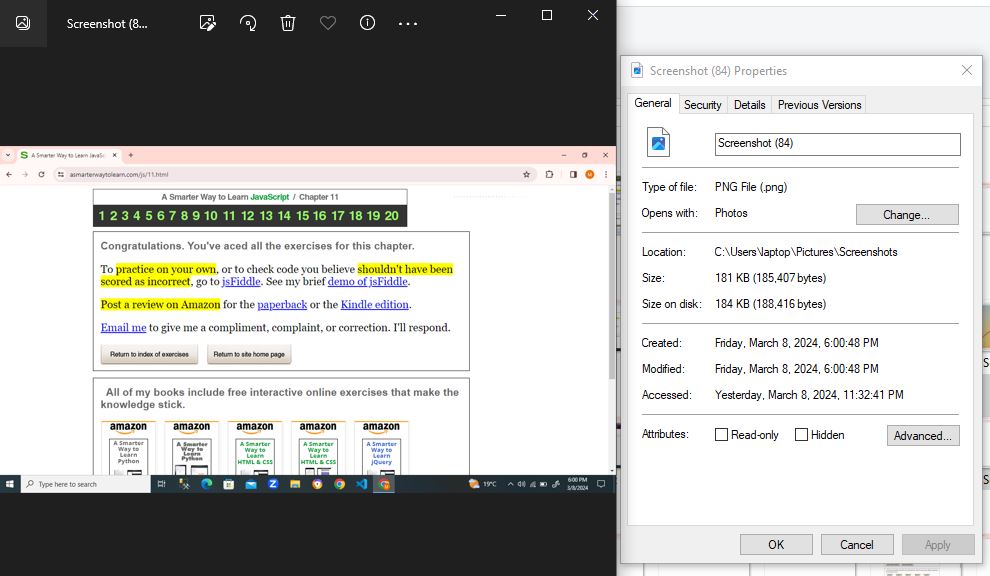 Screenshot (8...
Screenshot (84) Properties
General Security Details Previous Versions
Screenshot (84)
Type of file: PNG File (.png)
Opens with: Photos Change...
Location: C:\Users\laptop\Pictures\Screenshots
Size: 181 KB (185,407 bytes)
Size on disk: 184 KB (188,416 bytes)
Created: Friday, March 8, 2024, 6:00:48 PM
Modified: Friday, March 8, 2024, 6:00:48 PM
Accessed: Yesterday, March 8, 2024, 11:32:41 PM
Attributes: Read-only Hidden Advanced...
OK Cancel Apply
A Smarter Way to Learn JavaSc
asmarterwaytolearn.com/js/11.html
A Smarter Way to Learn JavaScript / Chapter 11
1 2 3 4 5 6 7 8 9 10 11 12 13 14 15 16 17 18 19 20
Congratulations. You've aced all the exercises for this chapter.
To practice on your own, or to check code you believe shouldn't have been
scored as incorrect, go to jsFiddle. See my brief demo of jsFiddle.
Post a review on Amazon for the paperback or the Kindle edition.
Email me to give me a compliment, complaint, or correction. I'll respond.
Return to index of exercises Return to site home page
All of my books include free interactive online exercises that make the
knowledge stick.
amazon amazon amazon amazon amazon
A Smarter A Smarter A Smarter A Smarter A Smarter
Way to Way to Way to Way to Way to
Learn Learn Learn Learn Learn
Python Python HTML & CSS HTML & CSS jQuery
Type here to search
19°C
6:00 PM
3/8/2024